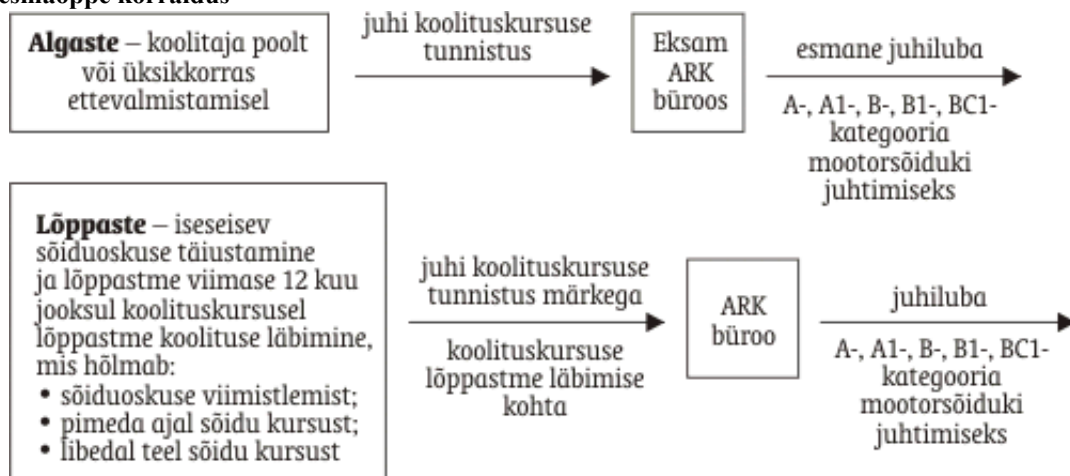 esmaõppe korraldus
Algaste – koolitaja poolt
või üksikkorras
ettevalmistamisel
juhi koolituskursuse
tunnistus
Eksam
ARK
büroos
esmane juhiluba
A-, A1-, B-, B1-, BC1-
kategooria
mootorsõiduki
juhtimiseks
Lõppaste – iseseisev
sõiduoskuse täiustamine
ja lõppastme viimase 12 kuu
jooksul koolituskursusel
lõppastme koolituse läbimine,
mis hõlmab:
• sõiduoskuse viimistlemist;
• pimeda ajal sõidu kursust;
• libedal teel sõidu kursust
juhi koolituskursuse
tunnistus märkega
koolituskursuse
lõppastme läbimise
kohta
ARK
büroo
juhiluba
A-, A1-, B-, B1-, BC1-
kategooria
mootorsõiduki
juhtimiseks